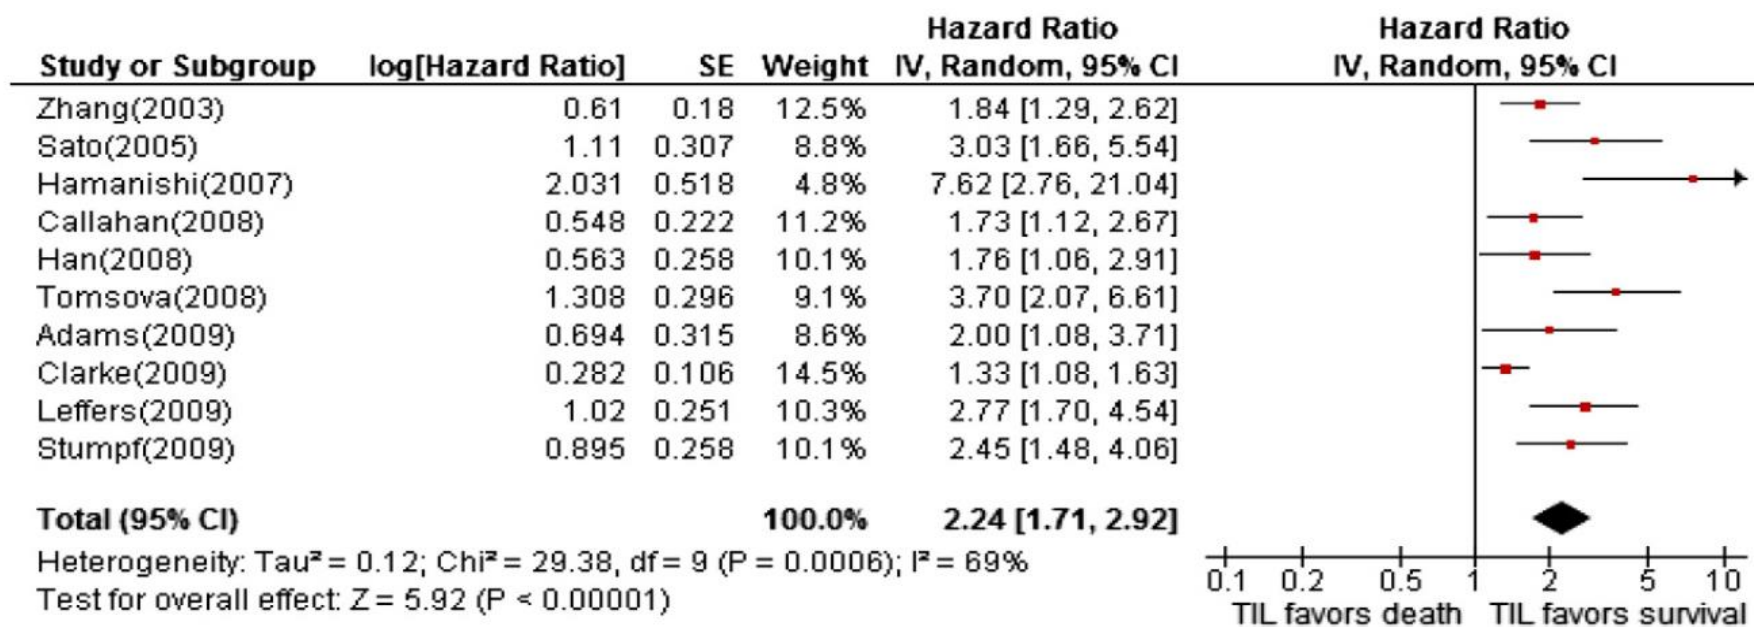 Hazard Ratio Hazard Ratio
Study or Subgroup log[Hazard Ratio] SE Weight IV, Random, 95% CI IV, Random, 95% CI
Zhang(2003) 0.61 0.18 12.5% 1.84 [1.29, 2.62]
Sato(2005) 1.11 0.307 8.8% 3.03 [1.66, 5.54]
Hamanishi(2007) 2.031 0.518 4.8% 7.62 [2.76, 21.04]
Callahan(2008) 0.548 0.222 11.2% 1.73 [1.12, 2.67]
Han(2008) 0.563 0.258 10.1% 1.76 [1.06, 2.91]
Tomsova(2008) 1.308 0.296 9.1% 3.70 [2.07, 6.61]
Adams(2009) 0.694 0.315 8.6% 2.00 [1.08, 3.71]
Clarke(2009) 0.282 0.106 14.5% 1.33 [1.08, 1.63]
Leffers(2009) 1.02 0.251 10.3% 2.77 [1.70, 4.54]
Stumpf(2009) 0.895 0.258 10.1% 2.45 [1.48, 4.06]
Total (95% CI) 100.0% 2.24 [1.71, 2.92]
Heterogeneity: Tau² = 0.12; Chi² = 29.38, df = 9 (P = 0.0006); I² = 69%
Test for overall effect: Z = 5.92 (P < 0.00001)
0.1 0.2 0.5 1 2 5 10
TIL favors death TIL favors survival